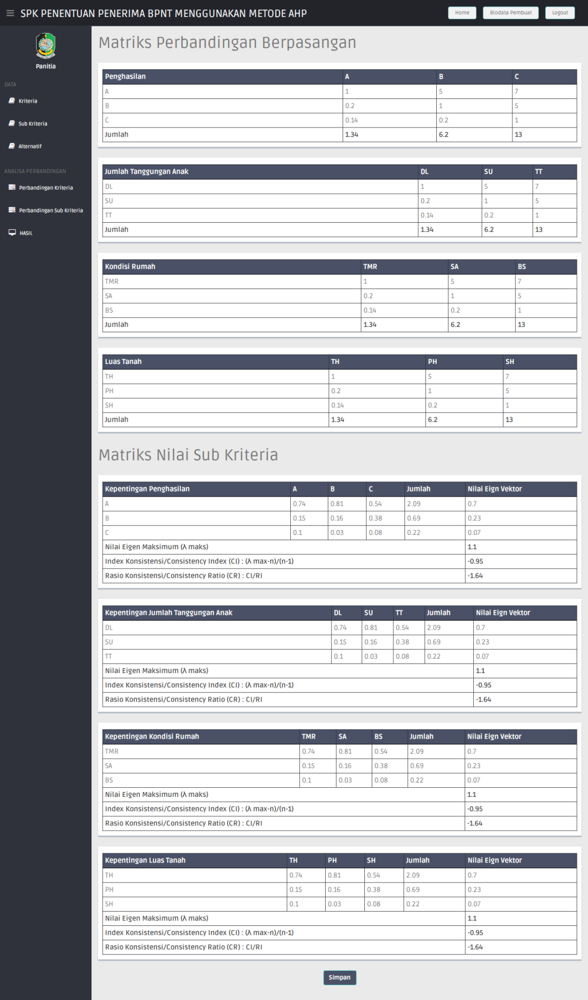 SPK PENENTUAN PENERIMA BPNT MENGGUNAKAN METODE AHP
Home Biodata Pembuat Logout
Panitia
DATA
Kriteria
Sub Kriteria
Alternatif
ANALISA PERBANDINGAN
Perbandingan Kriteria
Perbandingan Sub Kriteria
HASIL
Matriks Perbandingan Berpasangan
Penghasilan A B C
A 1 5 7
B 0.2 1 5
C 0.14 0.2 1
Jumlah 1.34 6.2 13
Jumlah Tanggungan Anak DL SU TT
DL 1 5 7
SU 0.2 1 5
TT 0.14 0.2 1
Jumlah 1.34 6.2 13
Kondisi Rumah TMR SA BS
TMR 1 5 7
SA 0.2 1 5
BS 0.14 0.2 1
Jumlah 1.34 6.2 13
Luas Tanah TH PH SH
TH 1 5 7
PH 0.2 1 5
SH 0.14 0.2 1
Jumlah 1.34 6.2 13
Matriks Nilai Sub Kriteria
Kepentingan Penghasilan A B C Jumlah Nilai Eign Vektor
A 0.74 0.81 0.54 2.09 0.7
B 0.15 0.16 0.38 0.69 0.23
C 0.1 0.03 0.08 0.22 0.07
Nilai Eigen Maksimum (λ maks) 1.1
Index Konsistensi/Consistency Index (CI) : (λ max-n)/(n-1) -0.95
Rasio Konsistensi/Consistency Ratio (CR) : CI/RI -1.64
Kepentingan Jumlah Tanggungan Anak DL SU TT Jumlah Nilai Eign Vektor
DL 0.74 0.81 0.54 2.09 0.7
SU 0.15 0.16 0.38 0.69 0.23
TT 0.1 0.03 0.08 0.22 0.07
Nilai Eigen Maksimum (λ maks) 1.1
Index Konsistensi/Consistency Index (CI) : (λ max-n)/(n-1) -0.95
Rasio Konsistensi/Consistency Ratio (CR) : CI/RI -1.64
Kepentingan Kondisi Rumah TMR SA BS Jumlah Nilai Eign Vektor
TMR 0.74 0.81 0.54 2.09 0.7
SA 0.15 0.16 0.38 0.69 0.23
BS 0.1 0.03 0.08 0.22 0.07
Nilai Eigen Maksimum (λ maks) 1.1
Index Konsistensi/Consistency Index (CI) : (λ max-n)/(n-1) -0.95
Rasio Konsistensi/Consistency Ratio (CR) : CI/RI -1.64
Kepentingan Luas Tanah TH PH SH Jumlah Nilai Eign Vektor
TH 0.74 0.81 0.54 2.09 0.7
PH 0.15 0.16 0.38 0.69 0.23
SH 0.1 0.03 0.08 0.22 0.07
Nilai Eigen Maksimum (λ maks) 1.1
Index Konsistensi/Consistency Index (CI) : (λ max-n)/(n-1) -0.95
Rasio Konsistensi/Consistency Ratio (CR) : CI/RI -1.64
Simpan